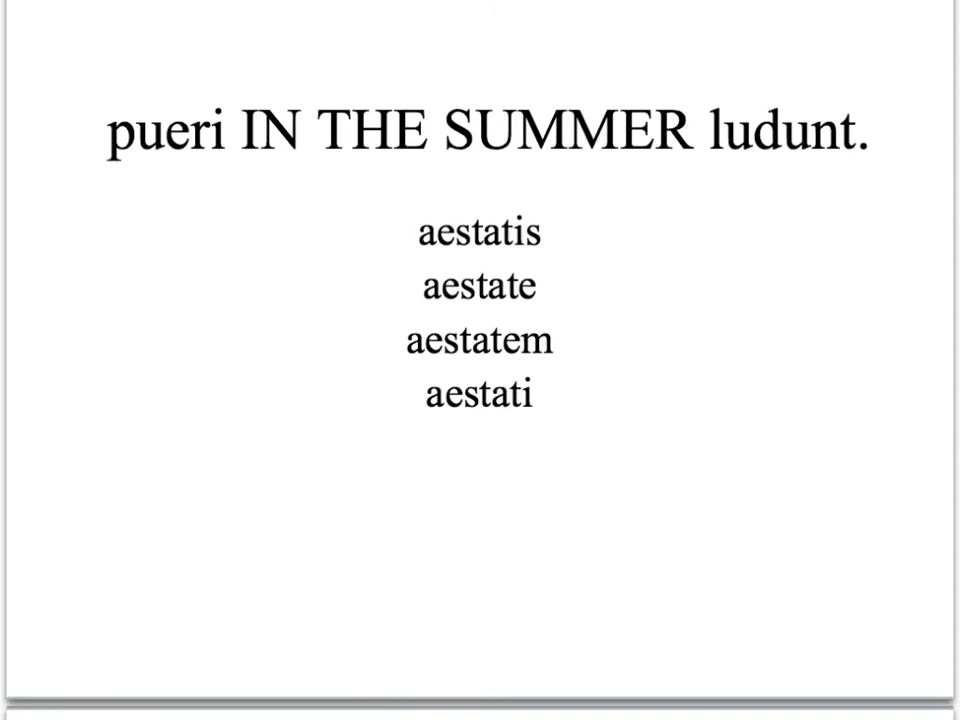 pueri IN THE SUMMER ludunt.
aestatis
aestate
aestatem
aestati